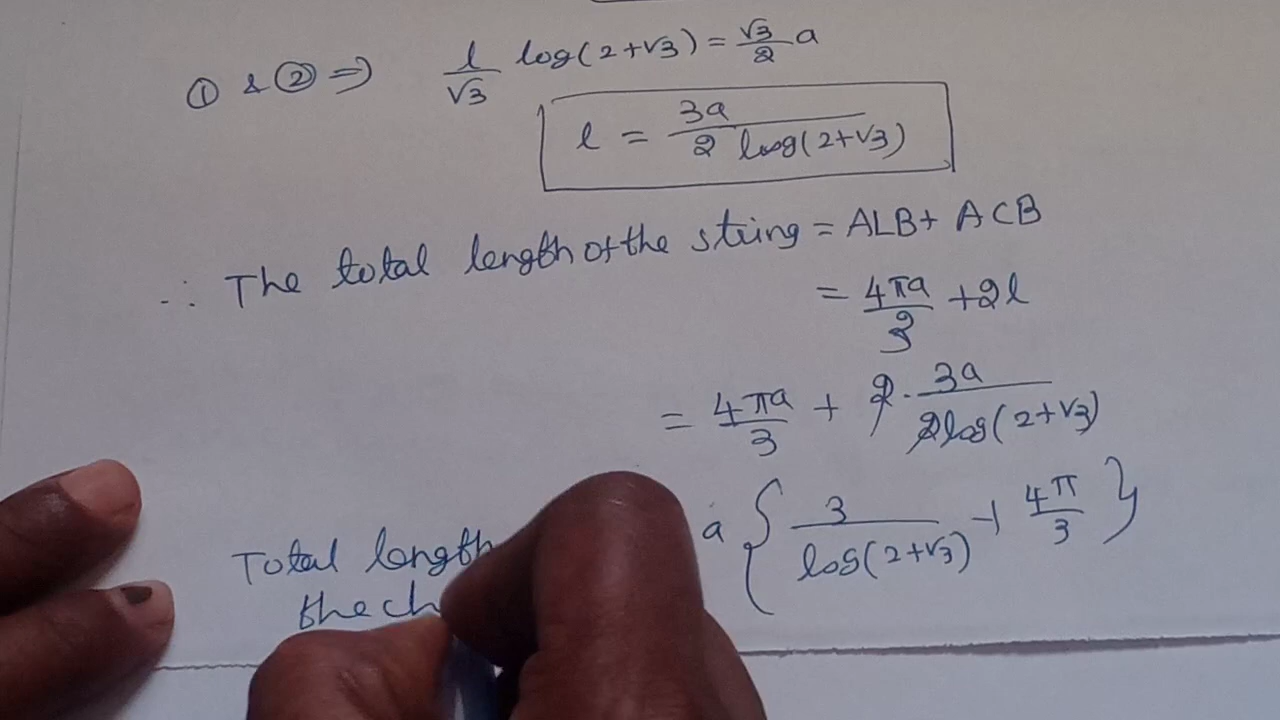 ① & ② ⇒ l/√3 log(2+√3) = √3/2 a
l = 3a / 2 log(2+√3)
∴ The total length of the string = ALB + ACB
= 4πa/3 + 2l
= 4πa/3 + 2 · 3a / 2log(2+√3)
Total length a { 3 / log(2+√3) + 4π/3 }
the ch